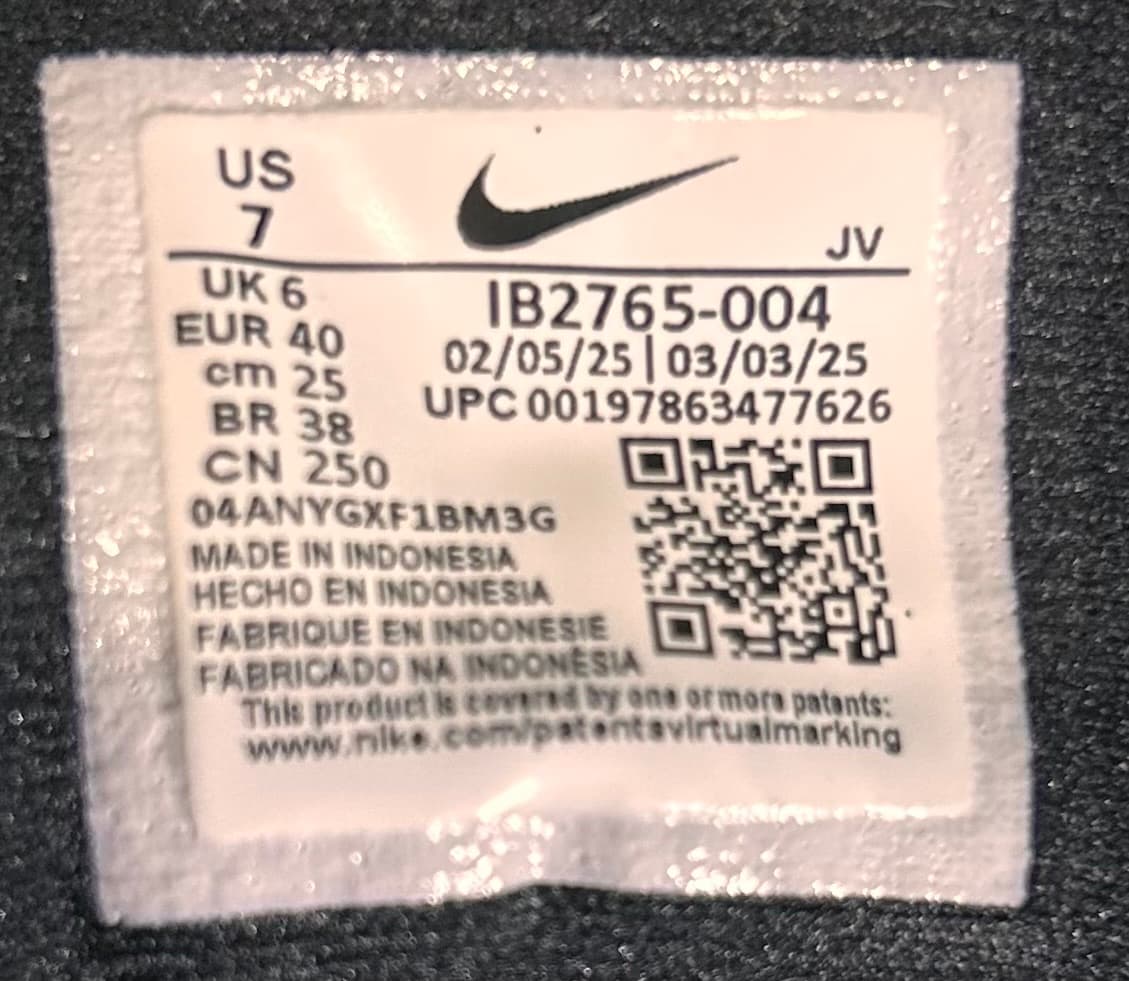 US
7
JV
UK 6
EUR 40
cm 25
BR 38
CN 250
IB2765-004
02/05/25 | 03/03/25
UPC 00197863477626
04ANYGXF1BM3G
MADE IN INDONESIA
HECHO EN INDONESIA
FABRIQUE EN INDONESIE
FABRICADO NA INDONÉSIA
This product is covered by one or more patents:
www.nike.com/patentsvirtualmarking